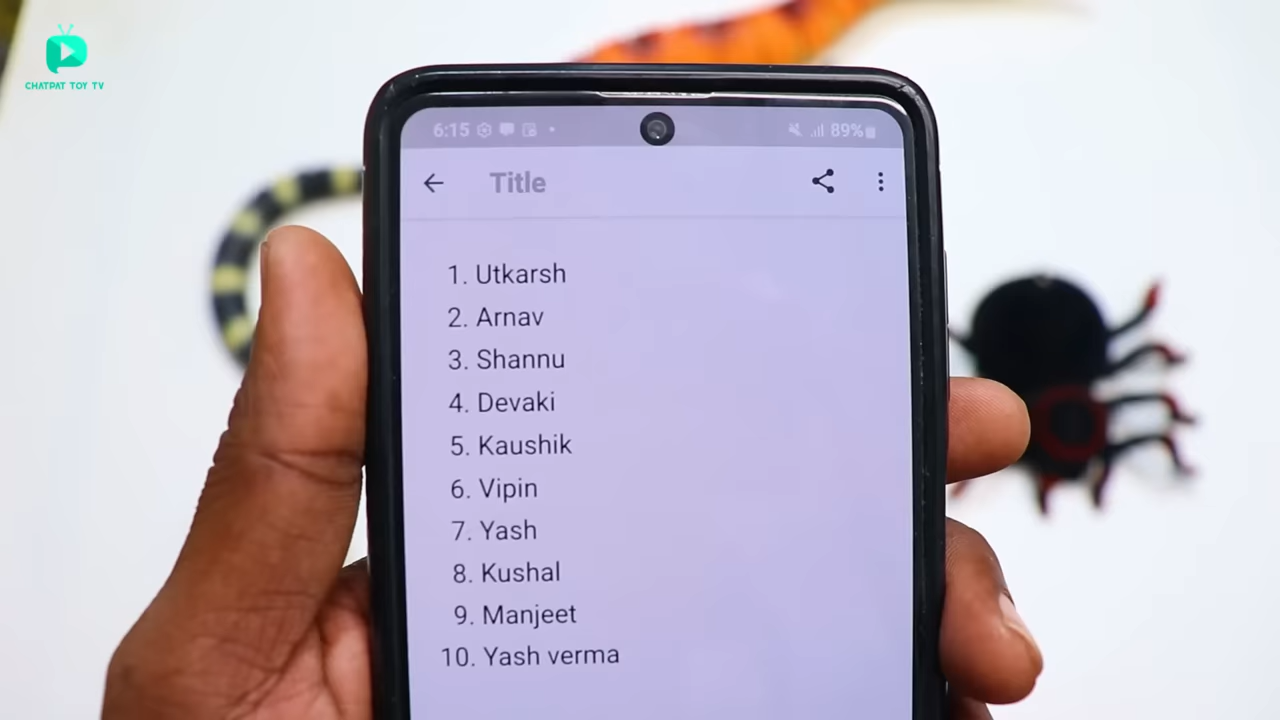 CHATPAT TOY TV
6:15 89%
Title
1. Utkarsh
2. Arnav
3. Shannu
4. Devaki
5. Kaushik
6. Vipin
7. Yash
8. Kushal
9. Manjeet
10. Yash verma